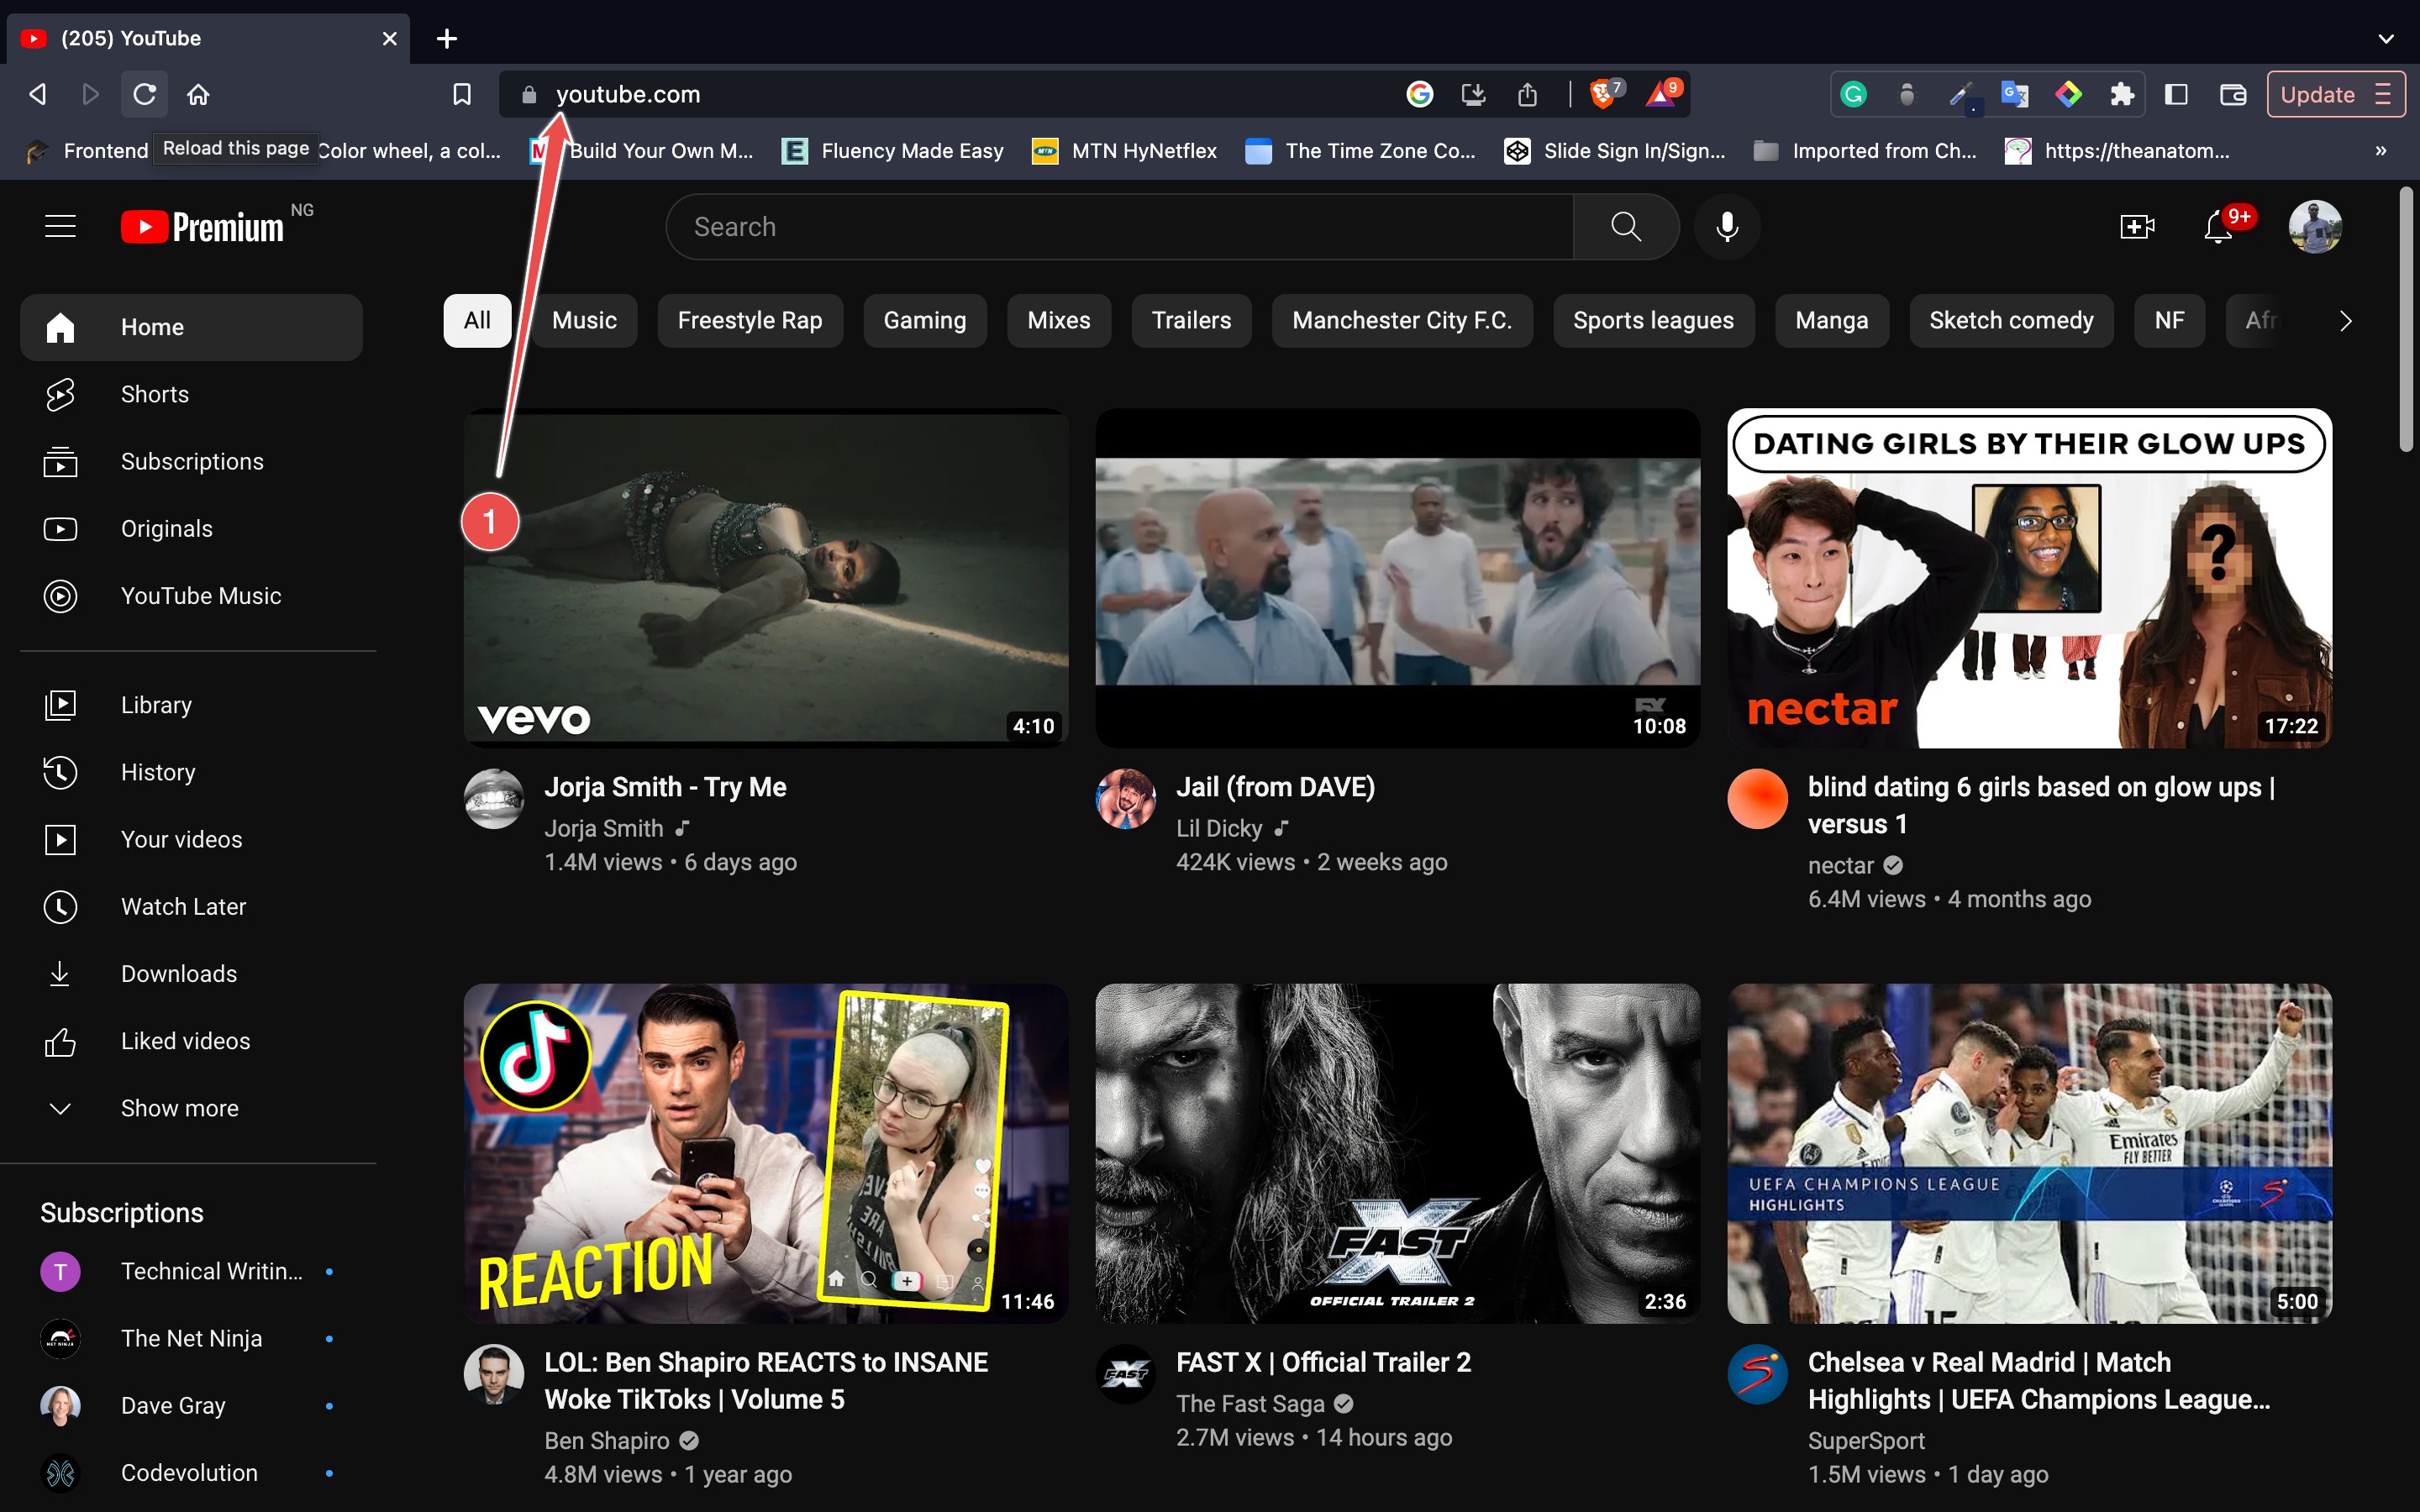 (205) YouTube
youtube.com
7
9
Update
Frontend
Reload this page
Color wheel, a col...
Build Your Own M...
E
Fluency Made Easy
MTN HyNetflex
The Time Zone Co...
Slide Sign In/Sign...
Imported from Ch...
https://theanatom...
Premium NG
Search
9+
All
Music
Freestyle Rap
Gaming
Mixes
Trailers
Manchester City F.C.
Sports leagues
Manga
Sketch comedy
NF
Afr
Home
Shorts
Subscriptions
Originals
YouTube Music
Library
History
Your videos
Watch Later
Downloads
Liked videos
Show more
Subscriptions
T
Technical Writin...
The Net Ninja
Dave Gray
Codevolution
1
vevo
4:10
Jorja Smith - Try Me
Jorja Smith
1.4M views • 6 days ago
FX
10:08
Jail (from DAVE)
Lil Dicky
424K views • 2 weeks ago
DATING GIRLS BY THEIR GLOW UPS
?
nectar
17:22
blind dating 6 girls based on glow ups |
versus 1
nectar
6.4M views • 4 months ago
REACTION
11:46
LOL: Ben Shapiro REACTS to INSANE
Woke TikToks | Volume 5
Ben Shapiro
4.8M views • 1 year ago
FAST
X
OFFICIAL TRAILER 2
2:36
FAST X | Official Trailer 2
The Fast Saga
2.7M views • 14 hours ago
Emirates
FLY BETTER
UEFA CHAMPIONS LEAGUE
HIGHLIGHTS
15
5:00
Chelsea v Real Madrid | Match
Highlights | UEFA Champions League...
SuperSport
1.5M views • 1 day ago